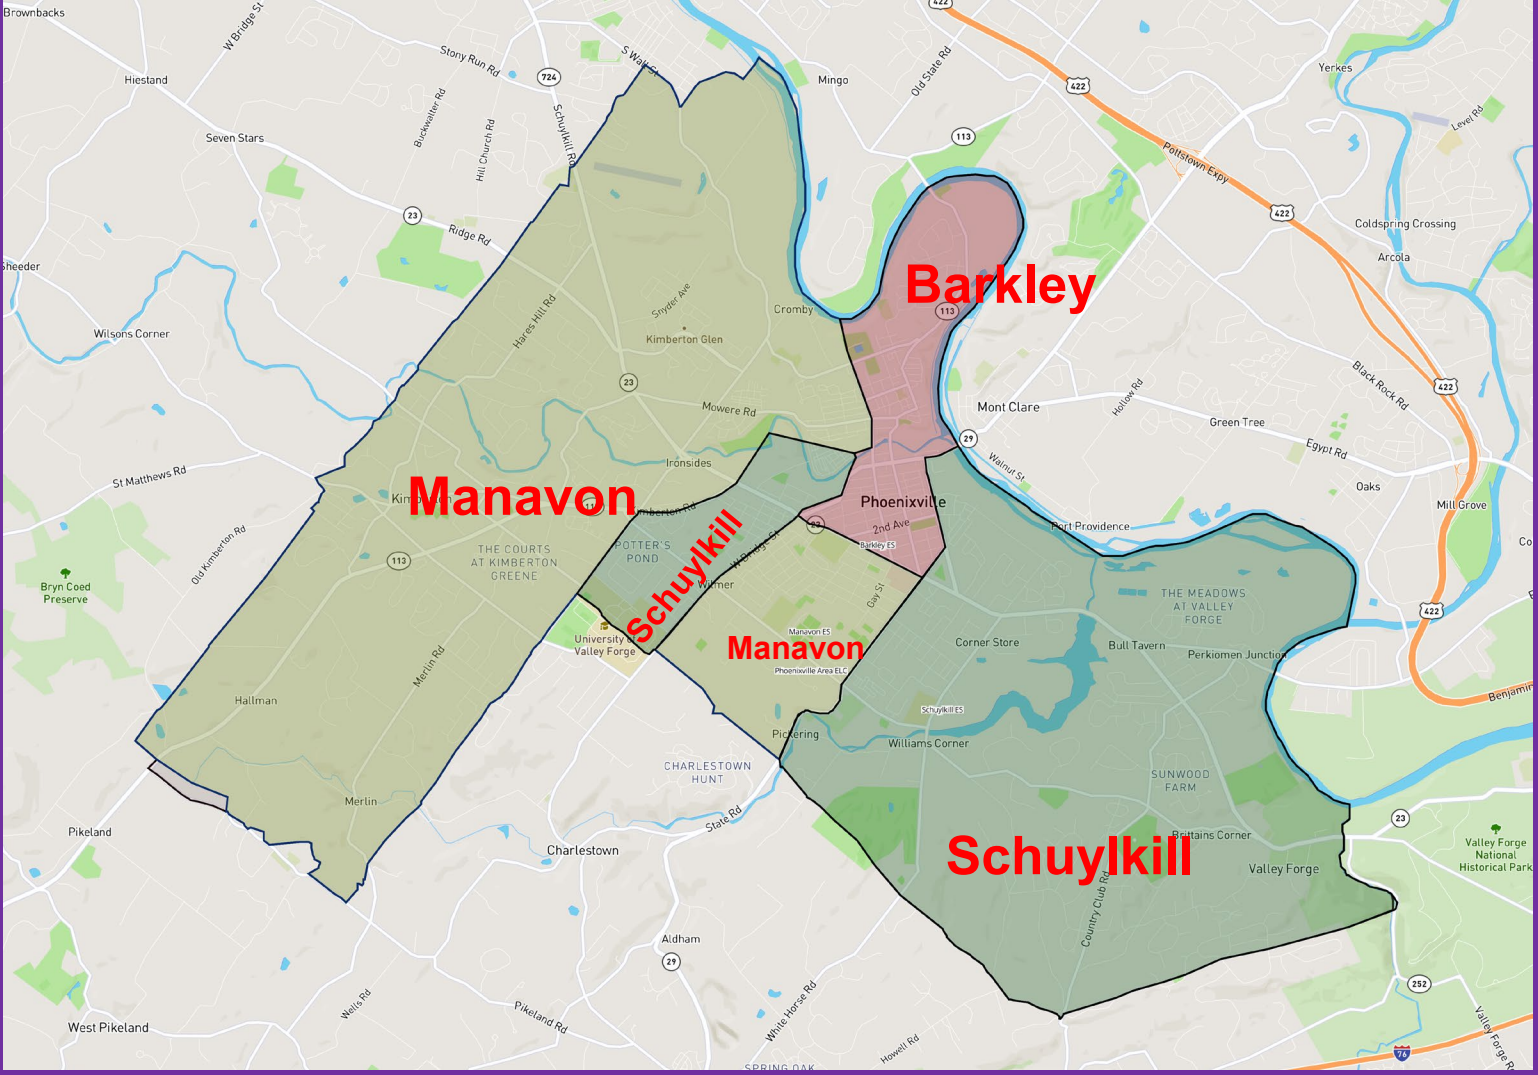 Brownbacks
W Bridge St
422
Stony Run Rd
S Wall St
724
Hiestand
Mingo
Old State Rd
422
Yerkes
Level Rd
Buckwalter Rd
Hill Church Rd
Schuylkill Rd
Seven Stars
113
Pottstown Expy
23
Ridge Rd
422
Coldspring Crossing
Arcola
Sheeder
Barkley
Hares Hill Rd
Snyder Ave
Cromby
113
Wilsons Corner
Kimberton Glen
23
Black Rock Rd
422
Hollow Rd
Mowere Rd
Mont Clare
Green Tree
29
Egypt Rd
Walnut St
Ironsides
St Matthews Rd
Manavon
Oaks
Mill Grove
Phoenixville
23
2nd Ave
Port Providence
Schuylkill
W Bridge St
Barkley ES
Old Kimberton Rd
THE COURTS
AT KIMBERTON
GREENE
POTTER'S
POND
113
Co
Bryn Coed
Preserve
Wilmer
Gay St
THE MEADOWS
AT VALLEY
FORGE
422
University of
Valley Forge
Manavon ES
Manavon
Corner Store
Bull Tavern
Perkiomen Junction
Merlin Rd
Phoenixville Area ELC
Benjamin
Hallman
Schuylkill ES
Pickering
Williams Corner
CHARLESTOWN
HUNT
SUNWOOD
FARM
Merlin
State Rd
23
Pikeland
Charlestown
Schuylkill
Brittains Corner
Valley Forge
Valley Forge
National
Historical Park
Country Club Rd
Aldham
29
252
Wells Rd
White Horse Rd
Pikeland Rd
West Pikeland
Howell Rd
Valley Forge R
76
SPRING OAK